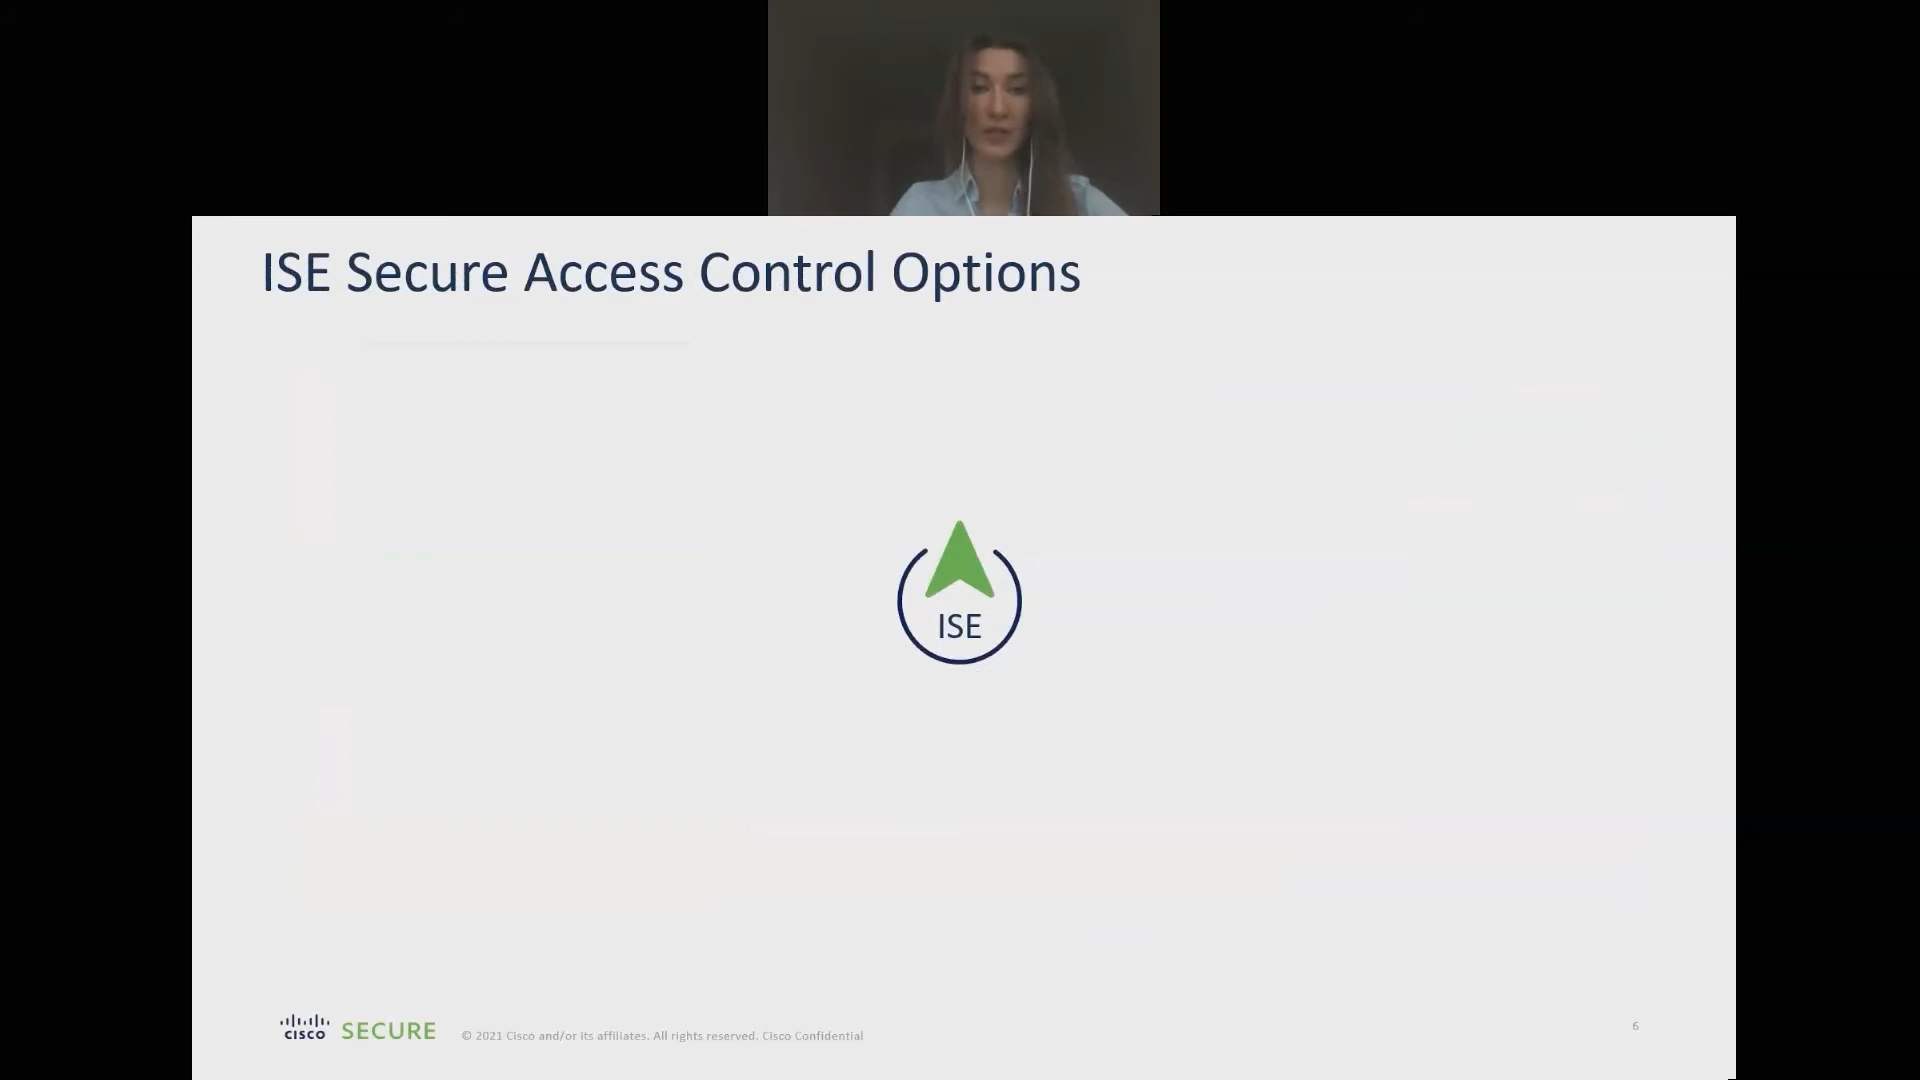 ISE Secure Access Control Options
ISE
CISCO SECURE © 2021 Cisco and/or its affiliates. All rights reserved. Cisco Confidential
6